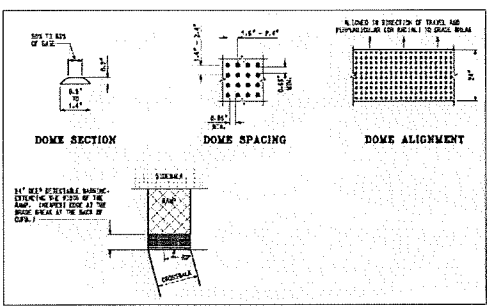 50% TO 65%
OF BASE
0.2"
0.9"
TO
1.4"
DOME SECTION
1.6" - 2.4"
1.6" - 2.4"
0.65"
MIN.
0.65"
MIN.
DOME SPACING
ALIGNED IN DIRECTION OF TRAVEL AND
PERPENDICULAR (OR RADIAL) TO GRADE BREAK
24"
DOME ALIGNMENT
SIDEWALK
24" DEEP DETECTABLE WARNING-
EXTENDING THE WIDTH OF THE
RAMP. (NEAREST EDGE AT THE
GRADE BREAK AT THE BACK OF
CURB.)
RAMP
CROSSWALK